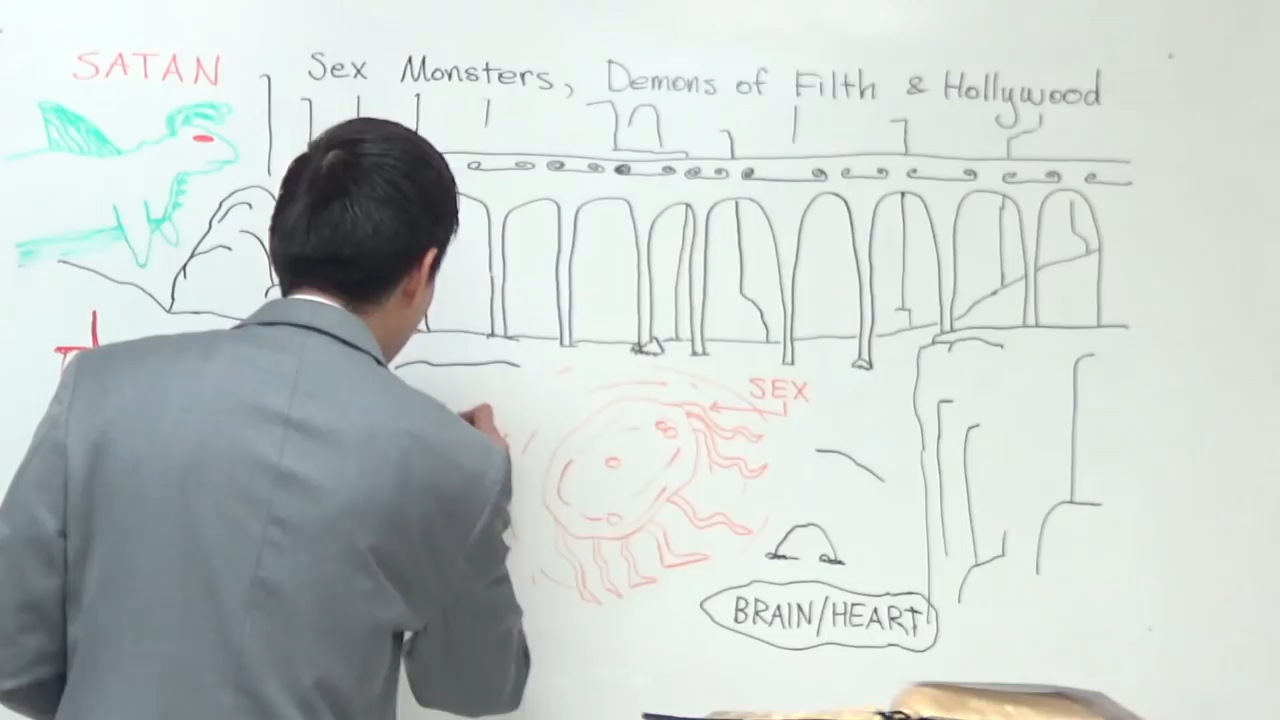 SATAN
Sex Monsters, Demons of Filth & Hollywood
SEX
BRAIN/HEART